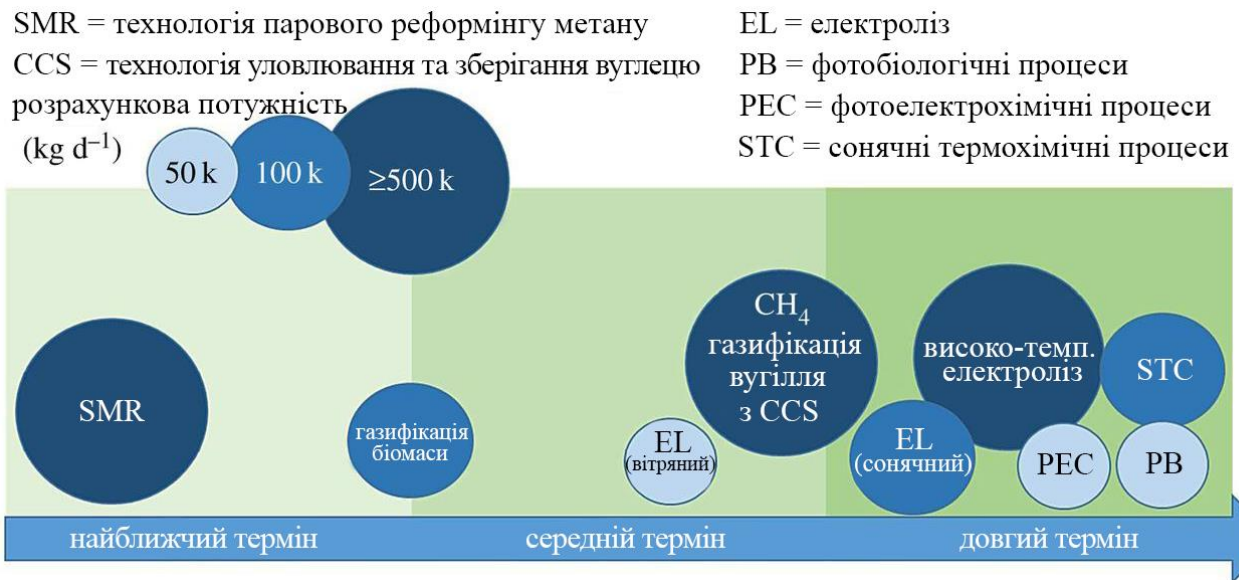 SMR = технологія парового реформінгу метану
CCS = технологія уловлювання та зберігання вуглецю
розрахункова потужність
(kg d⁻¹)
EL = електроліз
PB = фотобіологічні процеси
PEC = фотоелектрохімічні процеси
STC = сонячні термохімічні процеси
50 k
100 k
≥500 k
SMR
газифікація
біомаси
EL
(вітряний)
CH₄
газифікація
вугілля
з CCS
EL
(сонячний)
високо-темп.
електроліз
PEC
STC
PB
найближчий термін
середній термін
довгий термін